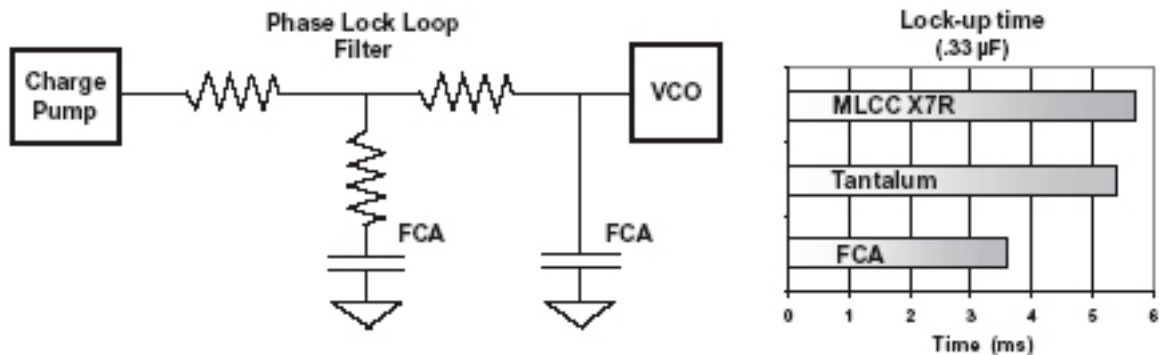 Phase Lock Loop
Filter
Charge
Pump
VCO
FCA
FCA
Lock-up time
(.33 µF)
MLCC X7R
Tantalum
FCA
0 1 2 3 4 5 6
Time (ms)